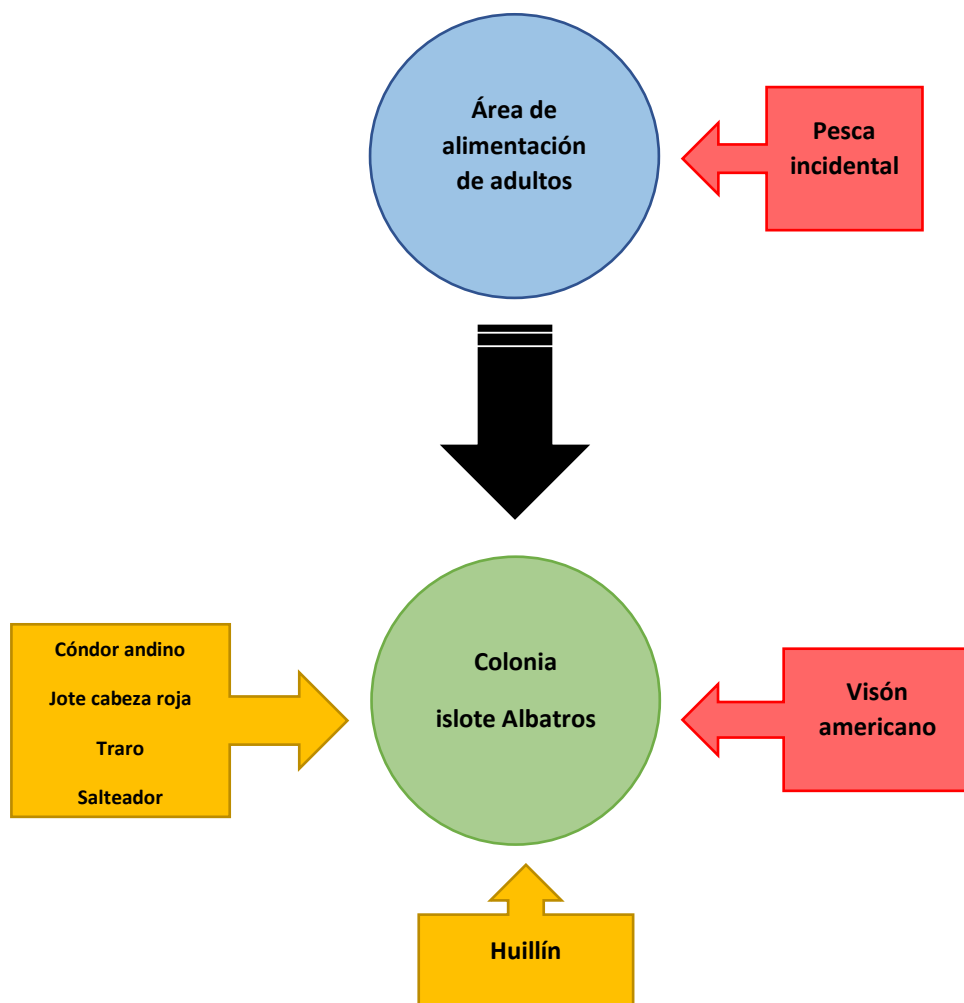 Área de
alimentación
de adultos
Pesca
incidental
Cóndor andino
Jote cabeza roja
Traro
Salteador
Colonia
islote Albatros
Visón
americano
Huillín